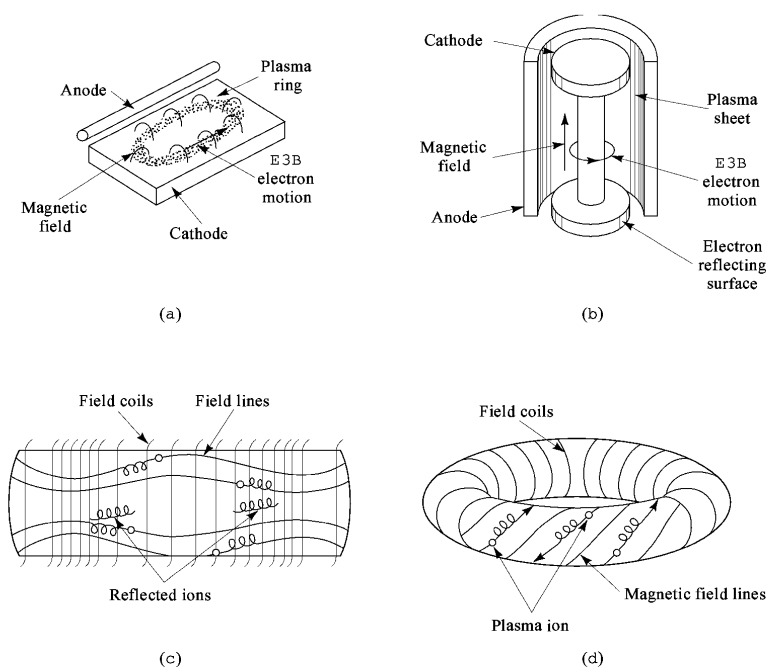 Anode
Plasma
ring
E3B
electron
motion
Magnetic
field
Cathode
(a)
Cathode
Plasma
sheet
Magnetic
field
E3B
electron
motion
Anode
Electron
reflecting
surface
(b)
Field coils
Field lines
Reflected ions
(c)
Field coils
Magnetic field lines
Plasma ion
(d)